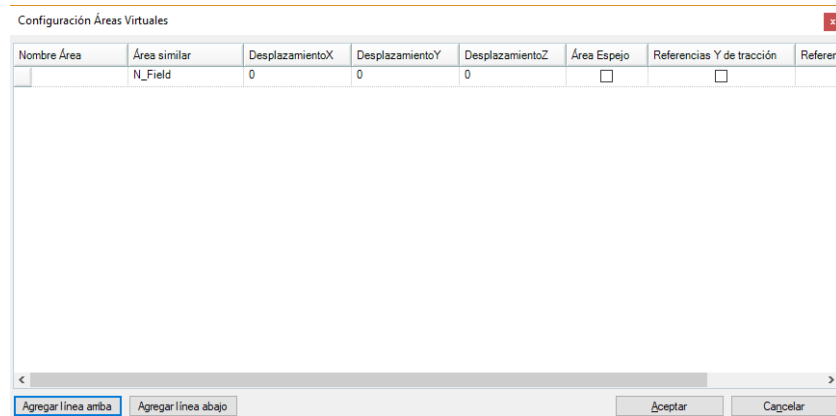 Configuración Áreas Virtuales
x
Nombre Área Área similar DesplazamientoX DesplazamientoY DesplazamientoZ Área Espejo Referencias Y de tracción Referen
N_Field 0 0 0
Agregar línea arriba Agregar línea abajo Aceptar Cancelar